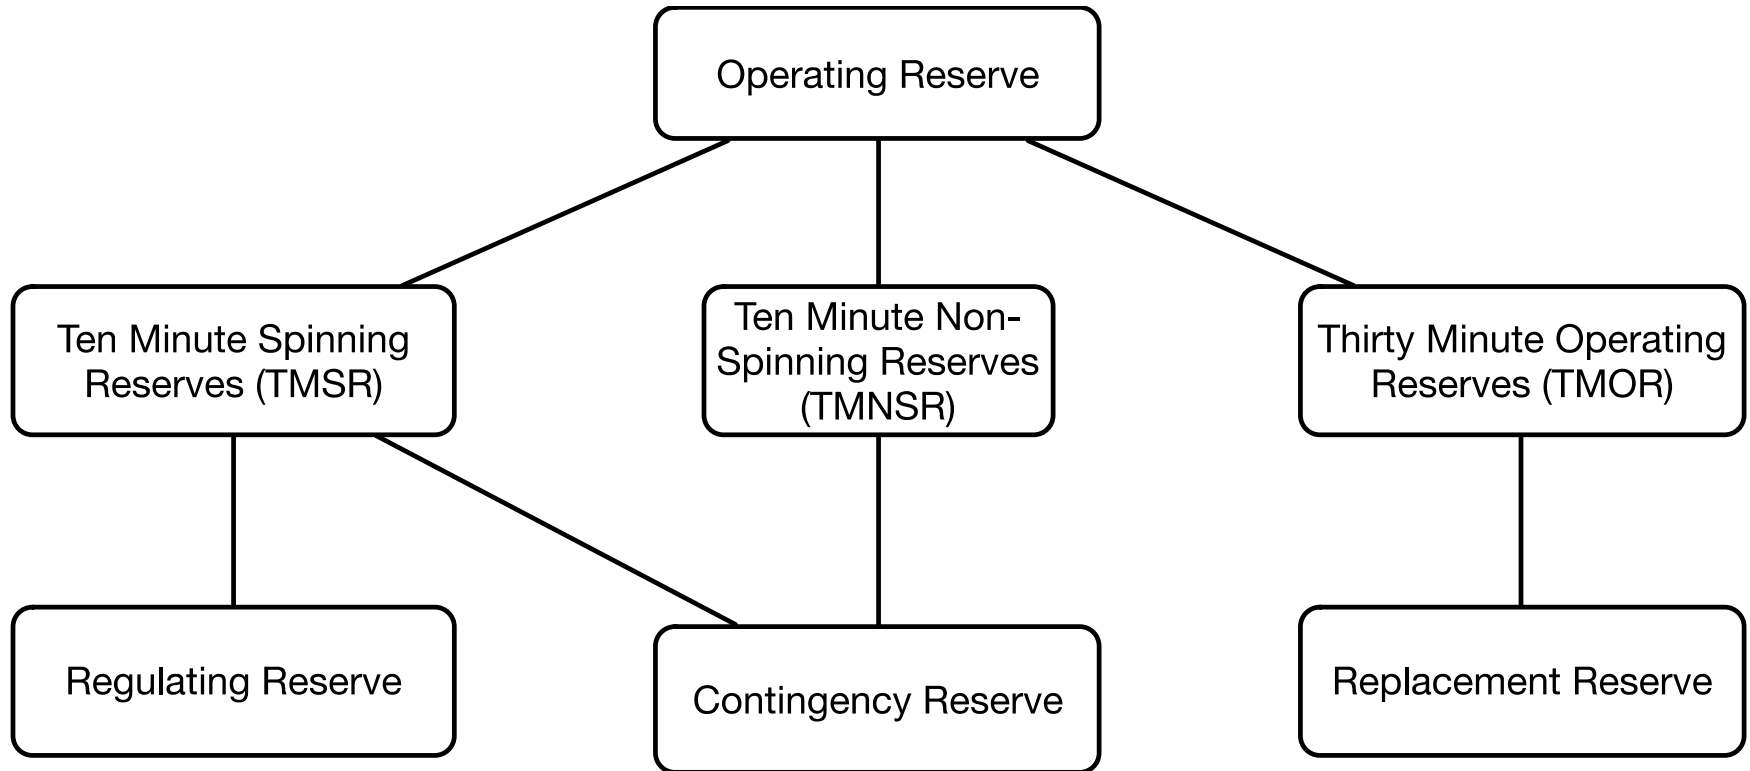 Operating Reserve
Ten Minute Spinning
Reserves (TMSR)
Ten Minute Non-
Spinning Reserves
(TMNSR)
Thirty Minute Operating
Reserves (TMOR)
Regulating Reserve
Contingency Reserve
Replacement Reserve